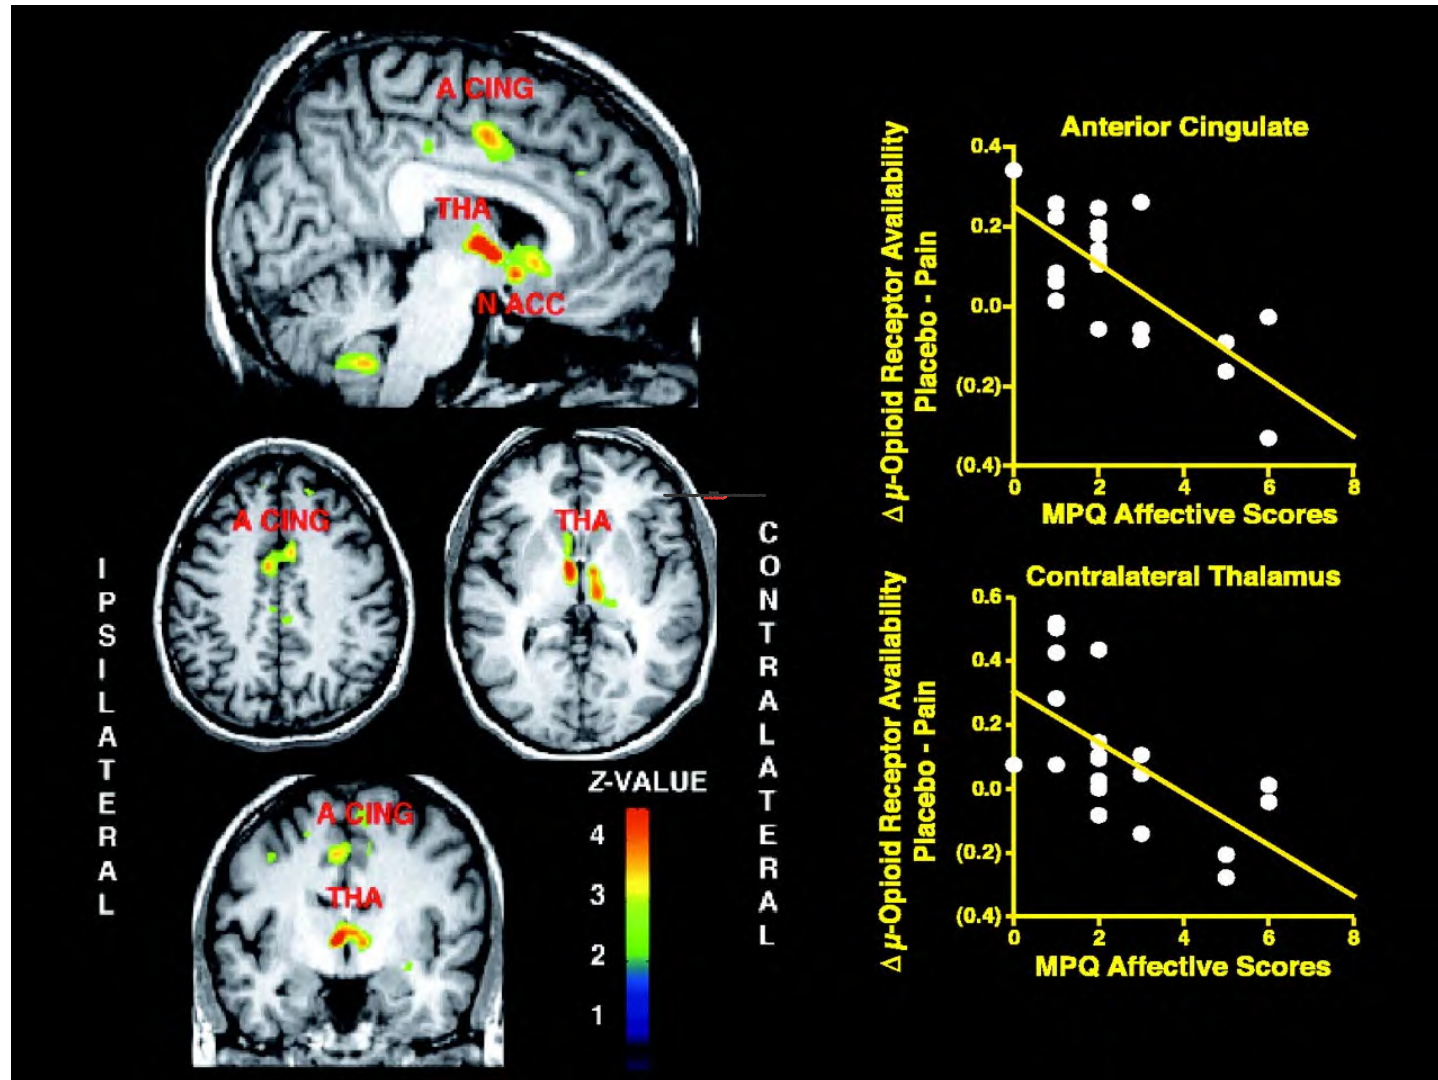 A CING
THA
N ACC
A CING
THA
IPSILATERAL
CONTRALATERAL
A CING
THA
Z-VALUE
4
3
2
1
Anterior Cingulate
Δ μ-Opioid Receptor Availability
Placebo - Pain
0.4
0.2
0.0
(0.2)
(0.4)
0 2 4 6 8
MPQ Affective Scores
Contralateral Thalamus
Δ μ-Opioid Receptor Availability
Placebo - Pain
0.6
0.4
0.2
0.0
(0.2)
(0.4)
0 2 4 6 8
MPQ Affective Scores